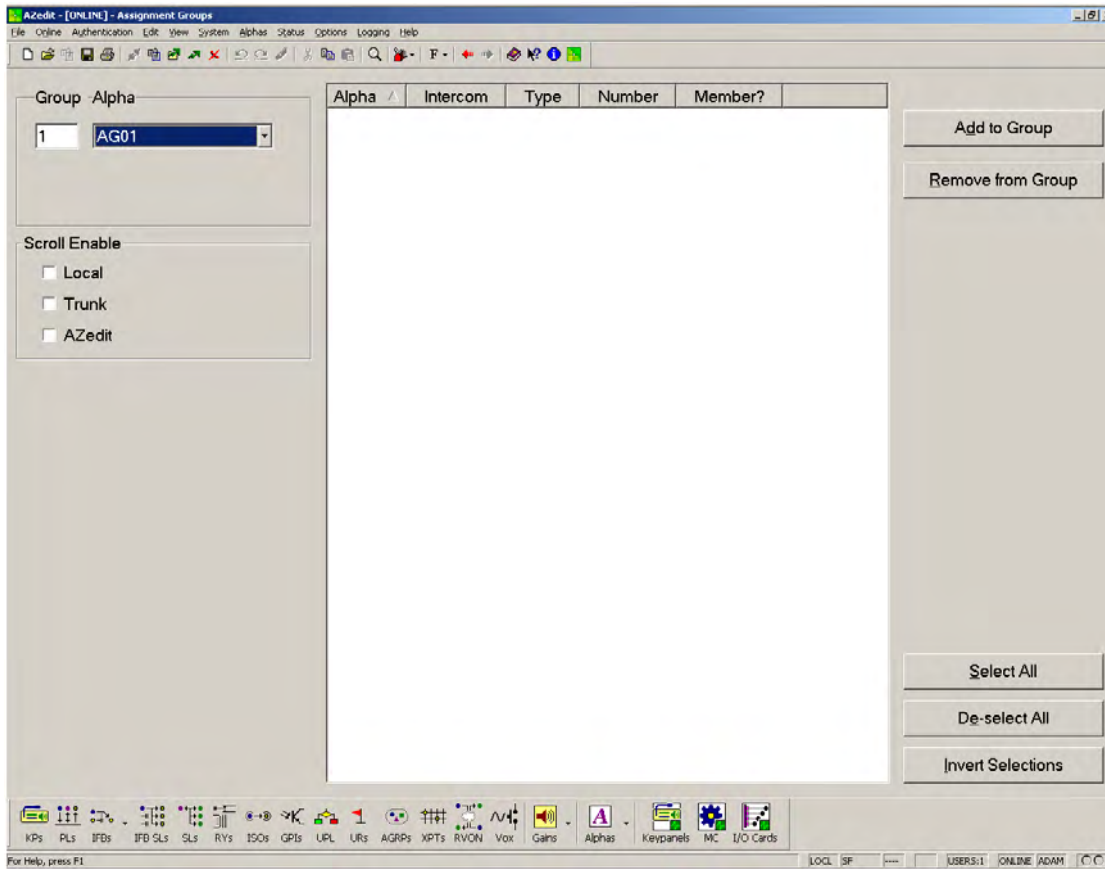 AZedit - [ONLINE] - Assignment Groups
File Online Authentication Edit View System Alphas Status Options Logging Help
F
Group Alpha
1 AG01
Scroll Enable
Local
Trunk
AZedit
Alpha Intercom Type Number Member?
Add to Group
Remove from Group
Select All
De-select All
Invert Selections
A
KPs PLs IFBs IFB SLs SLs RYs ISOs GPIs UPL URs AGRPs XPTs RVON Vox Gains Alphas Keypanels MC I/O Cards
For Help, press F1
LOCL SF ---- USERS:1 ONLINE ADAM